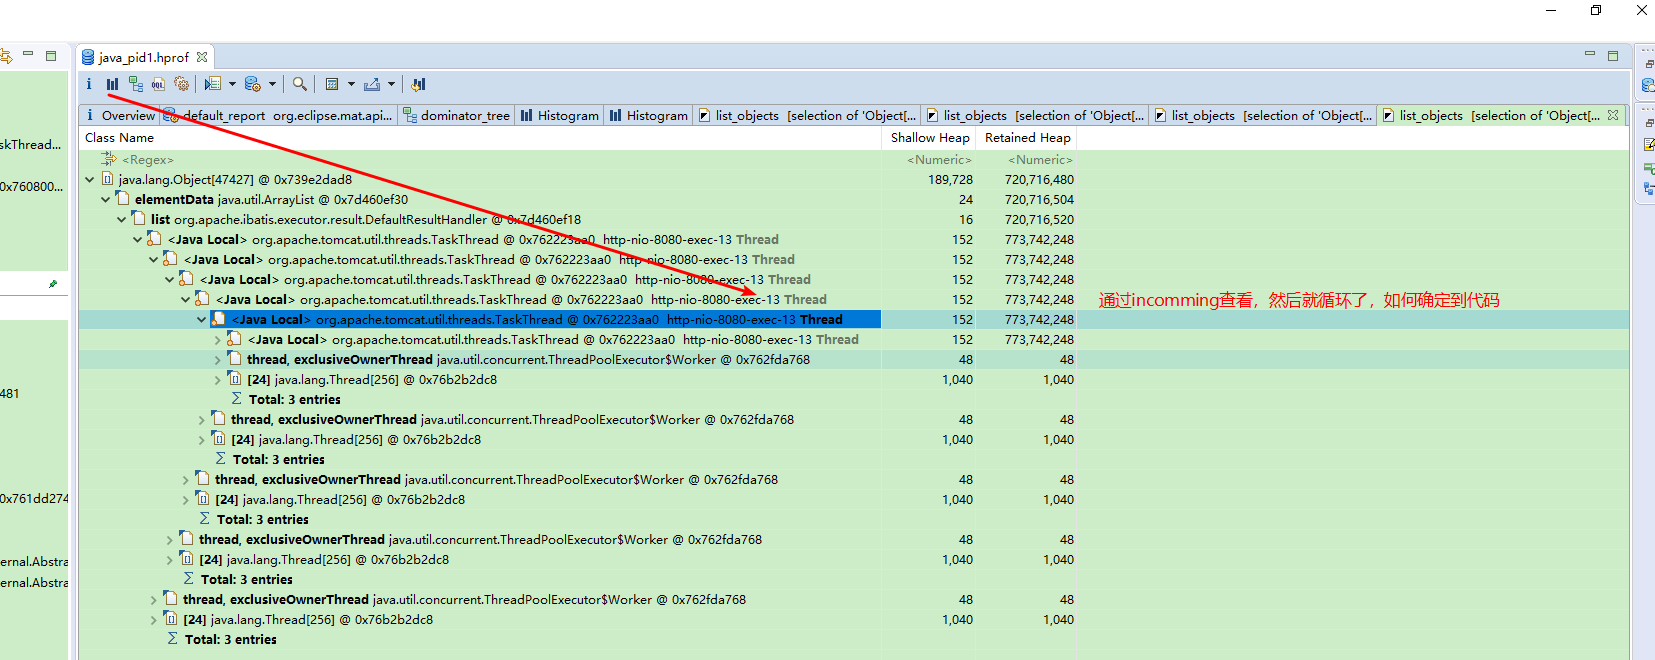 java_pid1.hprof
i Overview default_report org.eclipse.mat.api... dominator_tree Histogram Histogram list_objects [selection of 'Object[... list_objects [selection of 'Object[... list_objects [selection of 'Object[... list_objects [selection of 'Object[...
Class Name Shallow Heap Retained Heap
<Regex> <Numeric> <Numeric>
skThread...
java.lang.Object[47427] @ 0x739e2dad8 189,728 720,716,480
0x760800...
elementData java.util.ArrayList @ 0x7d460ef30 24 720,716,504
list org.apache.ibatis.executor.result.DefaultResultHandler @ 0x7d460ef18 16 720,716,520
<Java Local> org.apache.tomcat.util.threads.TaskThread @ 0x762223aa0 http-nio-8080-exec-13 Thread 152 773,742,248
<Java Local> org.apache.tomcat.util.threads.TaskThread @ 0x762223aa0 http-nio-8080-exec-13 Thread 152 773,742,248
<Java Local> org.apache.tomcat.util.threads.TaskThread @ 0x762223aa0 http-nio-8080-exec-13 Thread 152 773,742,248
<Java Local> org.apache.tomcat.util.threads.TaskThread @ 0x762223aa0 http-nio-8080-exec-13 Thread 152 773,742,248
通过incomming查看，然后就循环了，如何确定到代码
<Java Local> org.apache.tomcat.util.threads.TaskThread @ 0x762223aa0 http-nio-8080-exec-13 Thread 152 773,742,248
<Java Local> org.apache.tomcat.util.threads.TaskThread @ 0x762223aa0 http-nio-8080-exec-13 Thread 152 773,742,248
thread, exclusiveOwnerThread java.util.concurrent.ThreadPoolExecutor$Worker @ 0x762fda768 48 48
[24] java.lang.Thread[256] @ 0x76b2b2dc8 1,040 1,040
481
Σ Total: 3 entries
thread, exclusiveOwnerThread java.util.concurrent.ThreadPoolExecutor$Worker @ 0x762fda768 48 48
[24] java.lang.Thread[256] @ 0x76b2b2dc8 1,040 1,040
Σ Total: 3 entries
thread, exclusiveOwnerThread java.util.concurrent.ThreadPoolExecutor$Worker @ 0x762fda768 48 48
0x761dd274
[24] java.lang.Thread[256] @ 0x76b2b2dc8 1,040 1,040
Σ Total: 3 entries
thread, exclusiveOwnerThread java.util.concurrent.ThreadPoolExecutor$Worker @ 0x762fda768 48 48
ernal.Abstra
[24] java.lang.Thread[256] @ 0x76b2b2dc8 1,040 1,040
ernal.Abstra
Σ Total: 3 entries
thread, exclusiveOwnerThread java.util.concurrent.ThreadPoolExecutor$Worker @ 0x762fda768 48 48
[24] java.lang.Thread[256] @ 0x76b2b2dc8 1,040 1,040
Σ Total: 3 entries